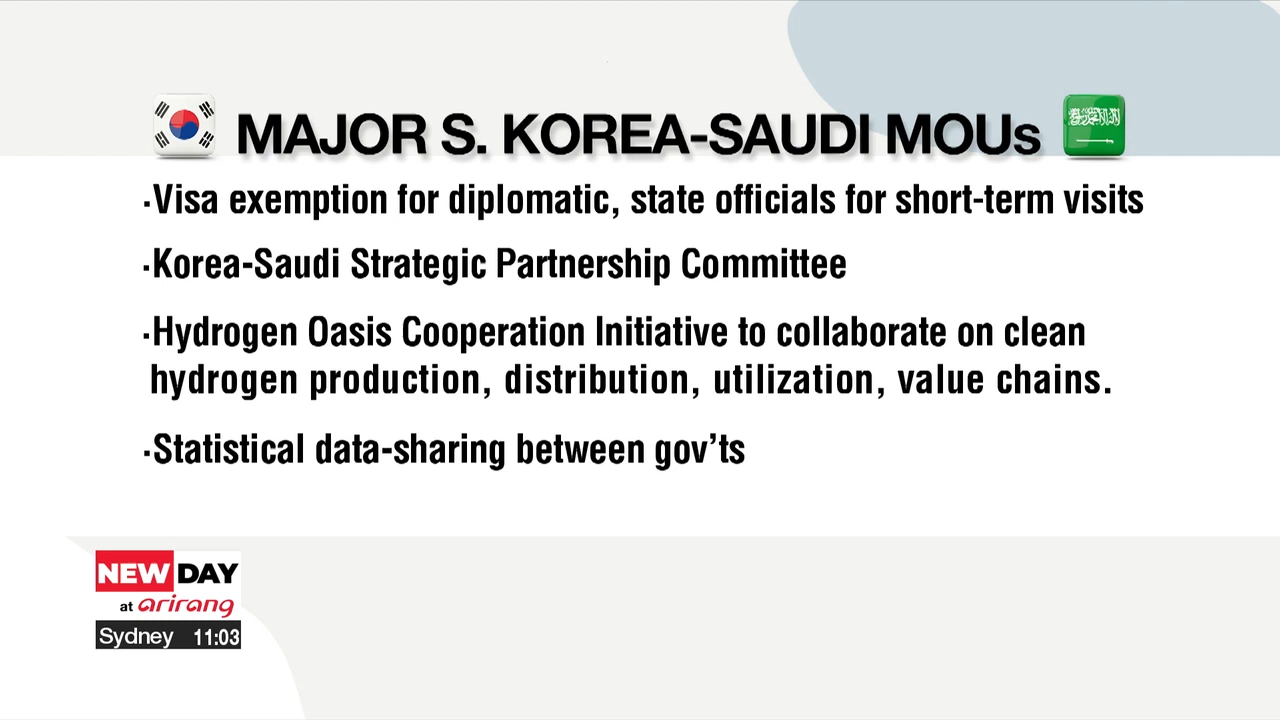 MAJOR S. KOREA-SAUDI MOUs
·Visa exemption for diplomatic, state officials for short-term visits
·Korea-Saudi Strategic Partnership Committee
·Hydrogen Oasis Cooperation Initiative to collaborate on clean
hydrogen production, distribution, utilization, value chains.
·Statistical data-sharing between gov’ts
NEW DAY
at arirang
Sydney 11:03